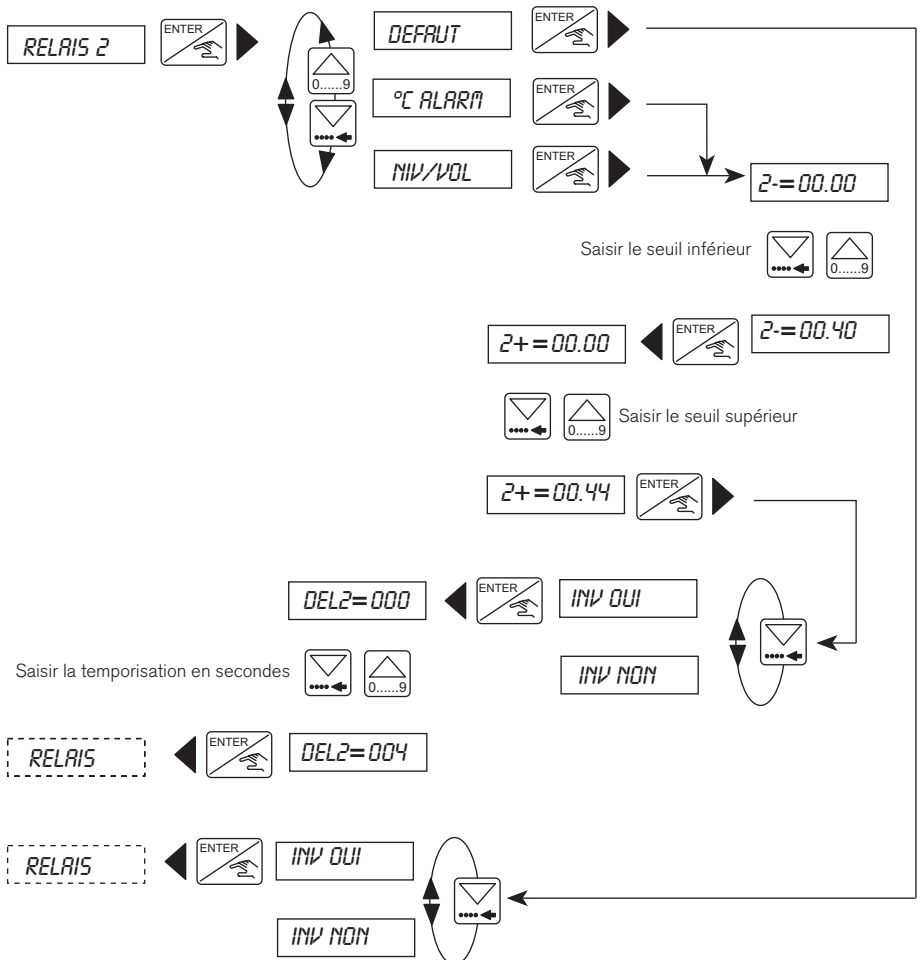 RELAIS 2 ENTER 0......9 DEFAUT ENTER
°C ALARM ENTER
NIV/VOL ENTER 2-=00.00
Saisir le seuil inférieur 0......9
2+=00.00 ENTER 2-=00.40
0......9 Saisir le seuil supérieur
2+=00.44 ENTER
DEL2=000 ENTER INV OUI
Saisir la temporisation en secondes 0......9 INV NON
RELAIS ENTER DEL2=004
RELAIS ENTER INV OUI
INV NON